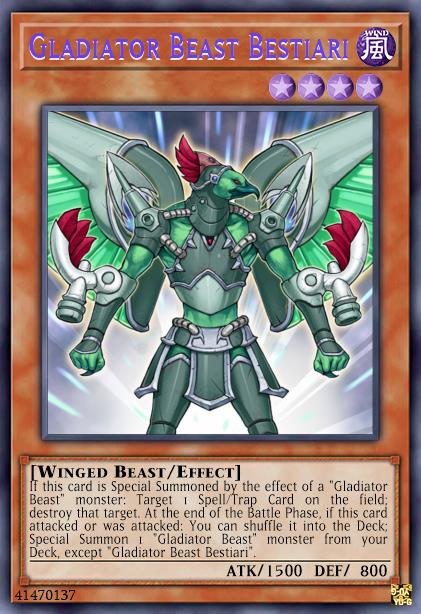 Gladiator Beast Bestiari
WIND
風
[Winged Beast/Effect]
If this card is Special Summoned by the effect of a "Gladiator
Beast" monster: Target 1 Spell/Trap Card on the field;
destroy that target. At the end of the Battle Phase, if this card
attacked or was attacked: You can shuffle it into the Deck;
Special Summon 1 "Gladiator Beast" monster from your
Deck, except "Gladiator Beast Bestiari".
ATK/1500 DEF/ 800
41470137